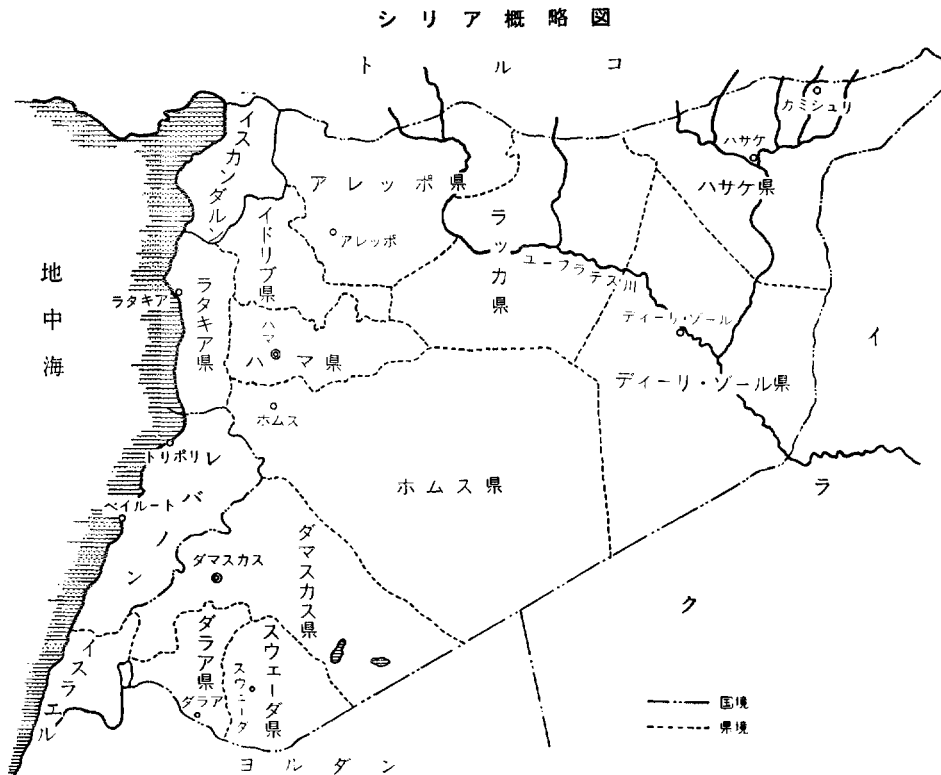 シリア概略図
トルコ
カミシュリ
ハサケ
ハサケ県
イスカンダルン
アレッポ県
アレッポ
イドリブ県
ラッカ県
ユーフラテス川
地中海
ラタキア
ラタキア県
ハマ
ハマ県
ディーリ・ゾール
ディーリ・ゾール県
イラク
ホムス
ホムス県
トリポリ
レバノン
ベイルート
ダマスカス
ダマスカス県
ダラア県
ダラア
スウェーダ県
スウェーダ
イスラエル
ヨルダン
国境
県境